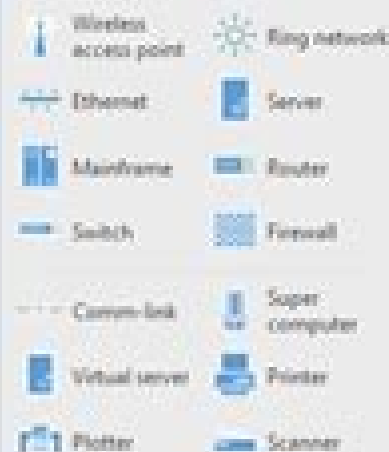 Wireless
access point
Ring network
Ethernet
Server
Mainframe
Router
Switch
Firewall
Comm-link
Super
computer
Virtual server
Printer
Plotter
Scanner